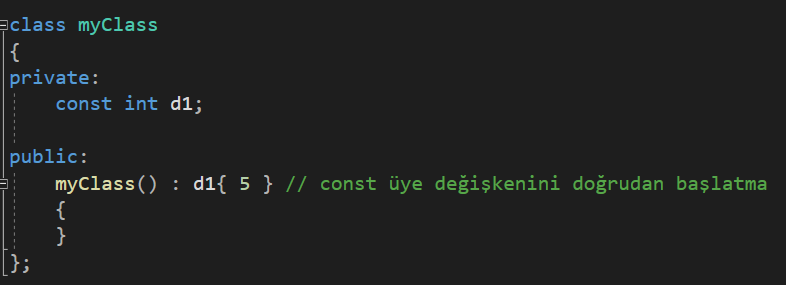 class myClass
{
private:
    const int d1;
public:
    myClass() : d1{ 5 } // const üye değişkenini doğrudan başlatma
    {
    }
};